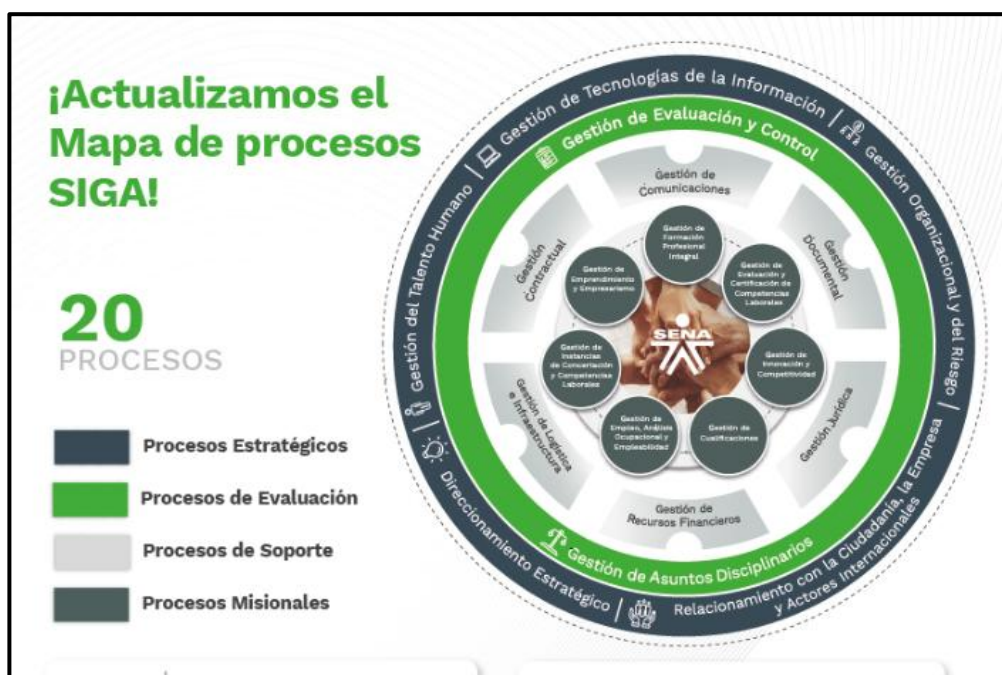 ¡Actualizamos el
Mapa de procesos
SIGA!
20
PROCESOS
Procesos Estratégicos
Procesos de Evaluación
Procesos de Soporte
Procesos Misionales
Gestión de Tecnologías de la Información
Gestión Organizacional y del Riesgo
Relacionamiento con la Ciudadanía, la Empresa
y Actores Internacionales
Direccionamiento Estratégico
Gestión del Talento Humano
Gestión de Evaluación y Control
Gestión de Asuntos Disciplinarios
Gestión de
Comunicaciones
Gestión
Documental
Gestión Jurídica
Gestión de
Recursos Financieros
Gestión de Logística
e Infraestructura
Gestión
Contractual
Gestión de
Formación
Profesional
Integral
Gestión de
Evaluación y
Certificación de
Competencias
Laborales
Gestión de
Innovación y
Competitividad
Gestión de
Cualificaciones
Gestión de
Empleo, Análisis
Ocupacional y
Empleabilidad
Gestión de
Instancias
de Concertación
y Competencias
Laborales
Gestión de
Emprendimiento
y Empresarismo
SENA